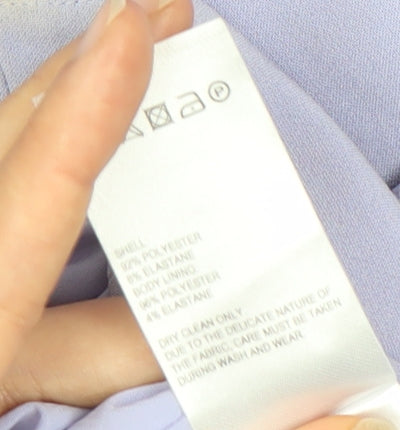 P
SHELL
92% POLYESTER
8% ELASTANE
BODY LINING
96% POLYESTER
4% ELASTANE
DRY CLEAN ONLY
DUE TO THE DELICATE NATURE OF
THE FABRIC, CARE MUST BE TAKEN
DURING WASH AND WEAR